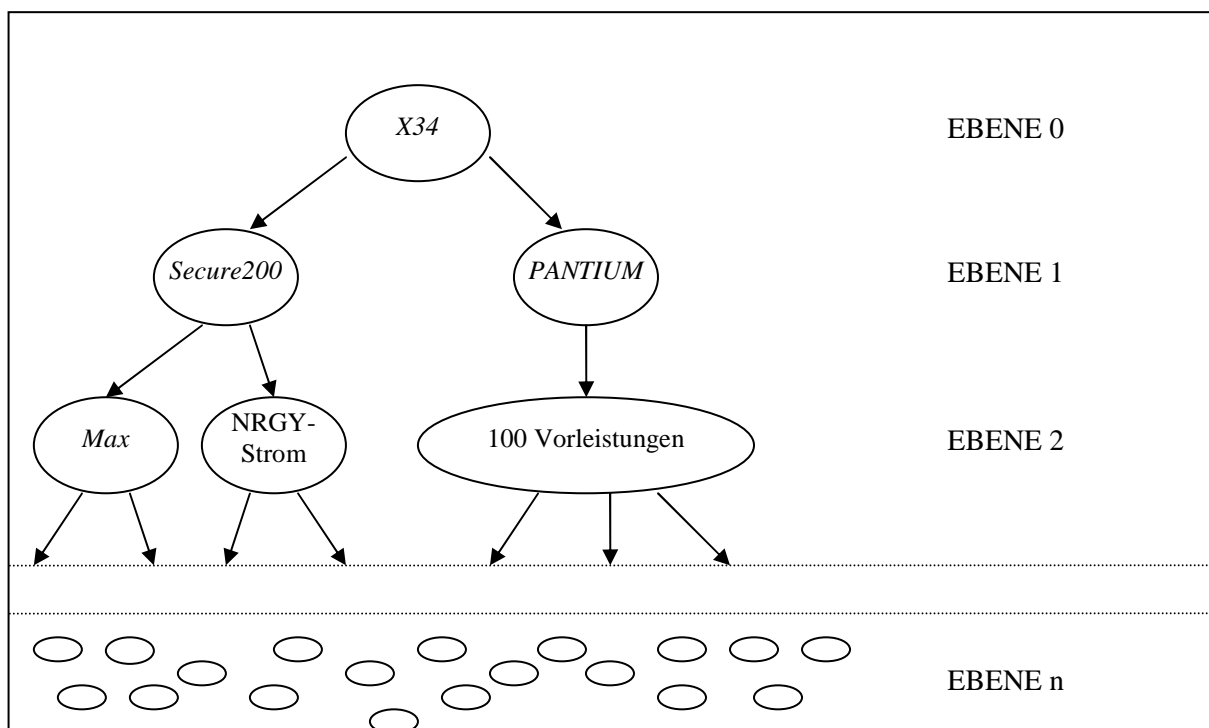 X34
EBENE 0
Secure200
PANTIUM
EBENE 1
Max
NRGY-
Strom
100 Vorleistungen
EBENE 2
EBENE n